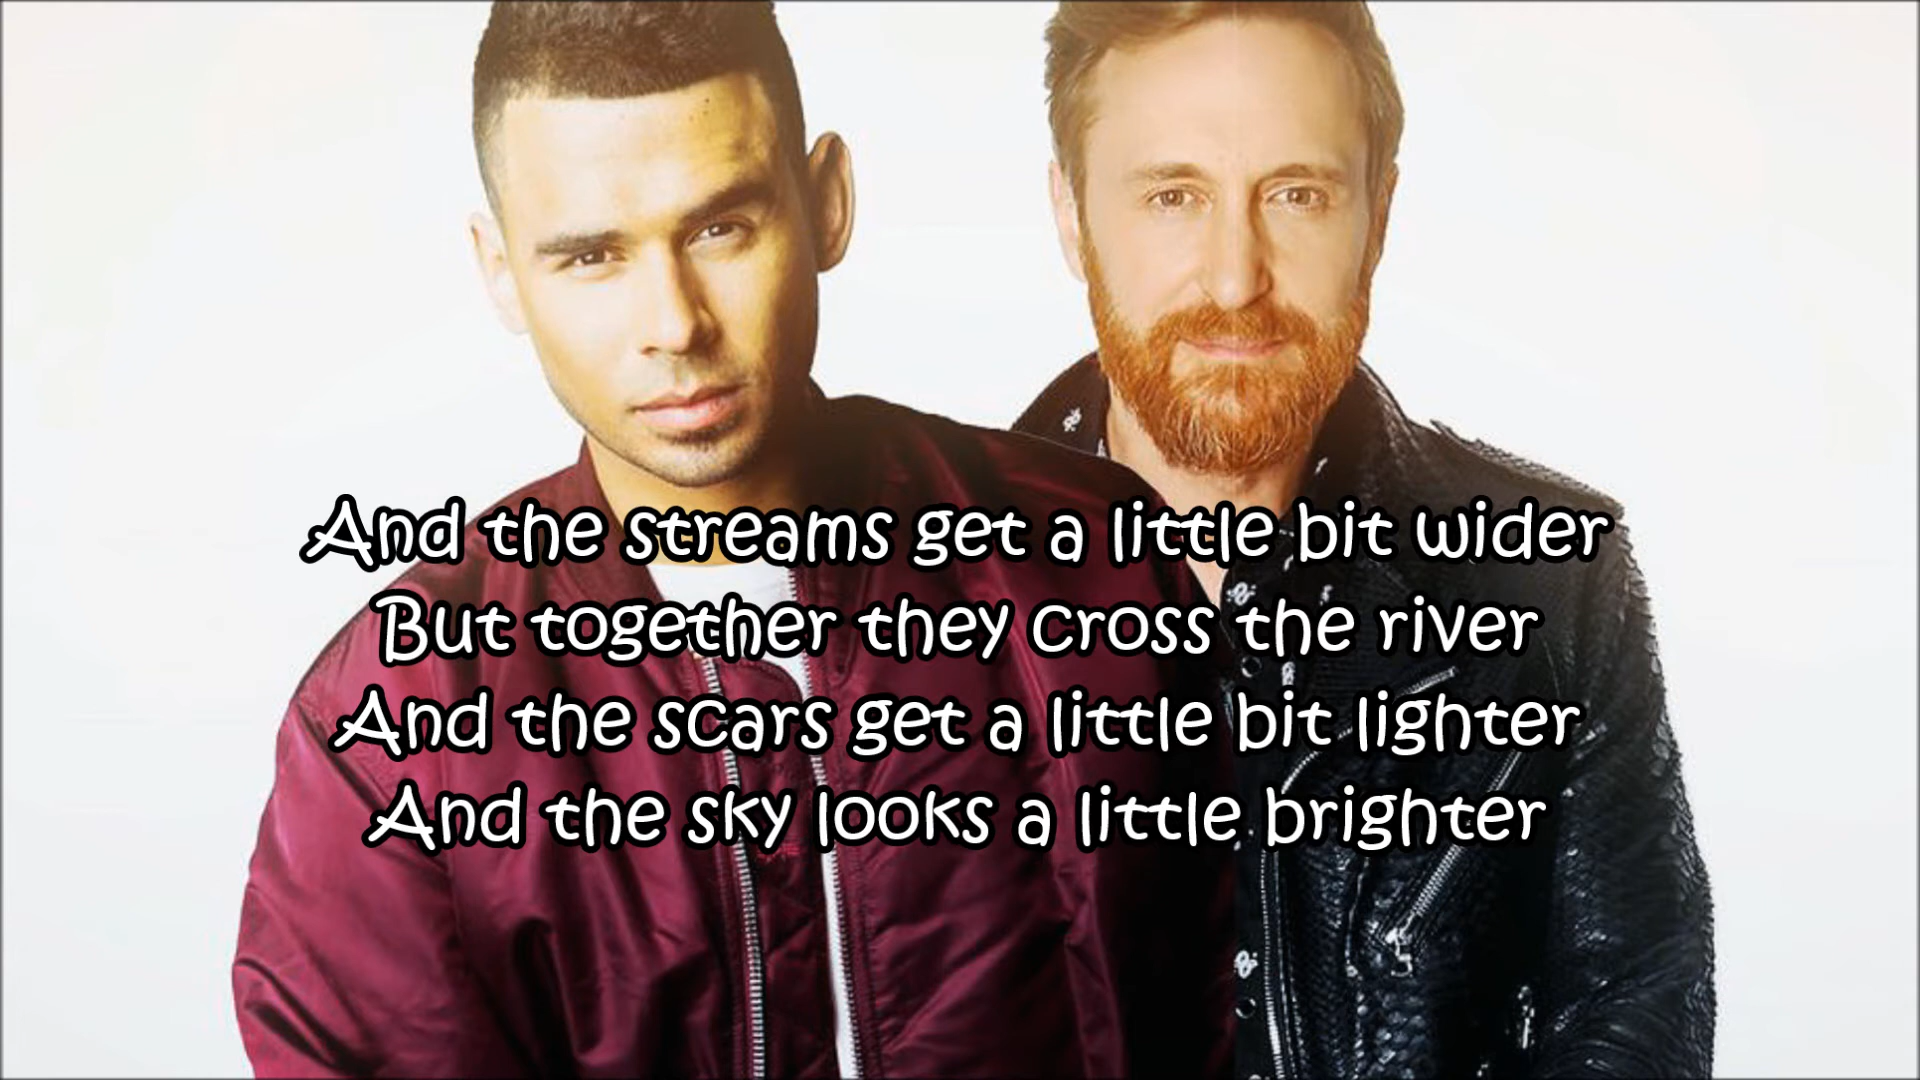 And the streams get a little bit wider
But together they cross the river
And the scars get a little bit lighter
And the sky looks a little brighter